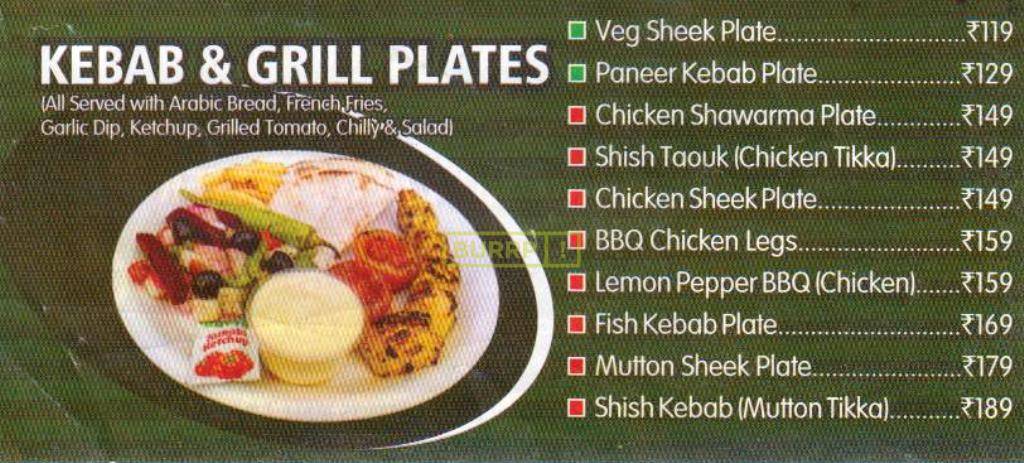 KEBAB & GRILL PLATES
(All Served with Arabic Bread, French Fries,
Garlic Dip, Ketchup, Grilled Tomato, Chilly & Salad)
Tomato
Ketchup
BURRP!
Veg Sheek Plate............................₹119
Paneer Kebab Plate.....................₹129
Chicken Shawarma Plate............₹149
Shish Taouk (Chicken Tikka).........₹149
Chicken Sheek Plate.....................₹149
BBQ Chicken Legs........................₹159
Lemon Pepper BBQ (Chicken)......₹159
Fish Kebab Plate...........................₹169
Mutton Sheek Plate......................₹179
Shish Kebab (Mutton Tikka)..........₹189